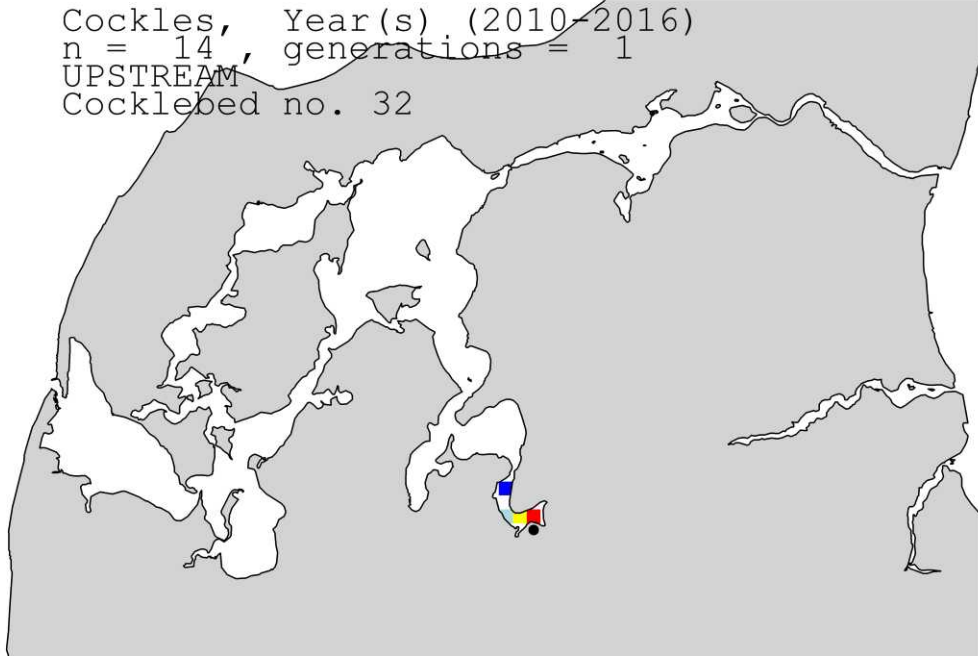 Cockles, Year(s) (2010-2016)
n = 14 , generations = 1
UPSTREAM
Cocklebed no. 32